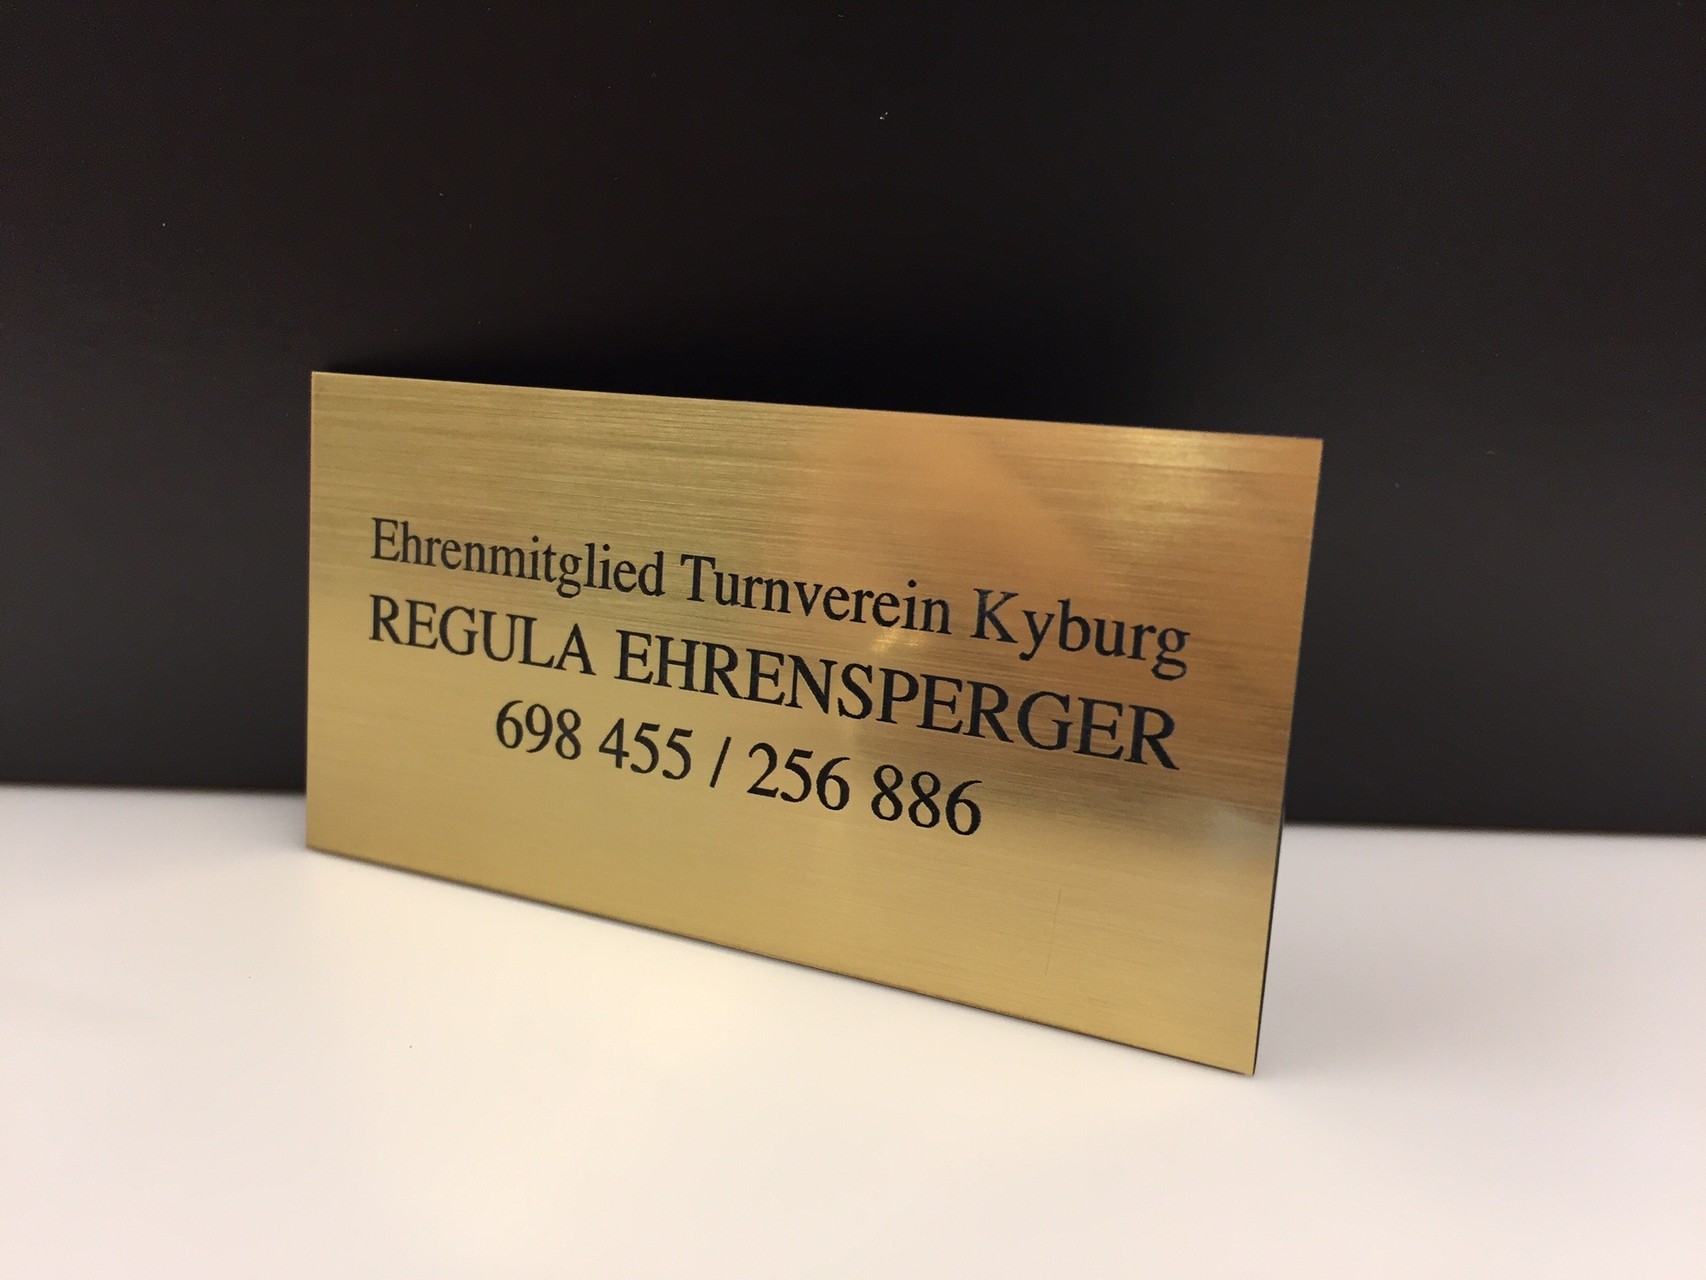 Ehrenmitglied Turnverein Kyburg
REGULA EHRENSPERGER
698 455 / 256 886